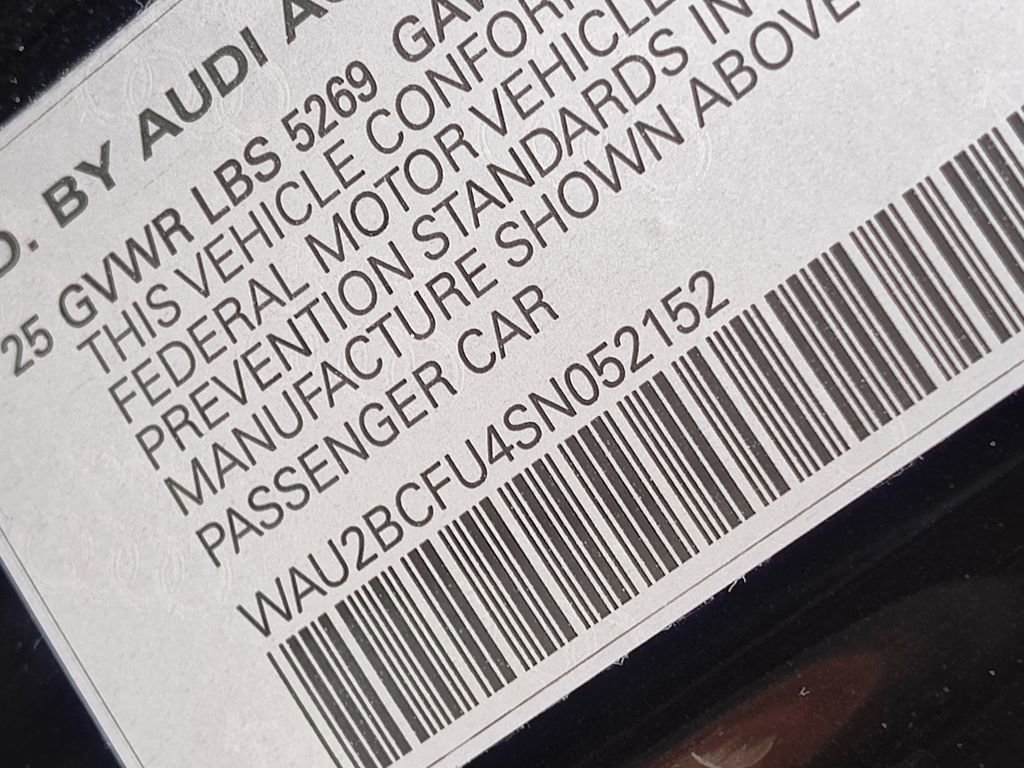 D. BY AUDI A
25 GVWR LBS 5269 GAW
THIS VEHICLE CONFOR
FEDERAL MOTOR VEHICLE
PREVENTION STANDARDS IN
MANUFACTURE SHOWN ABOVE
PASSENGER CAR
WAU2BCFU4SN052152